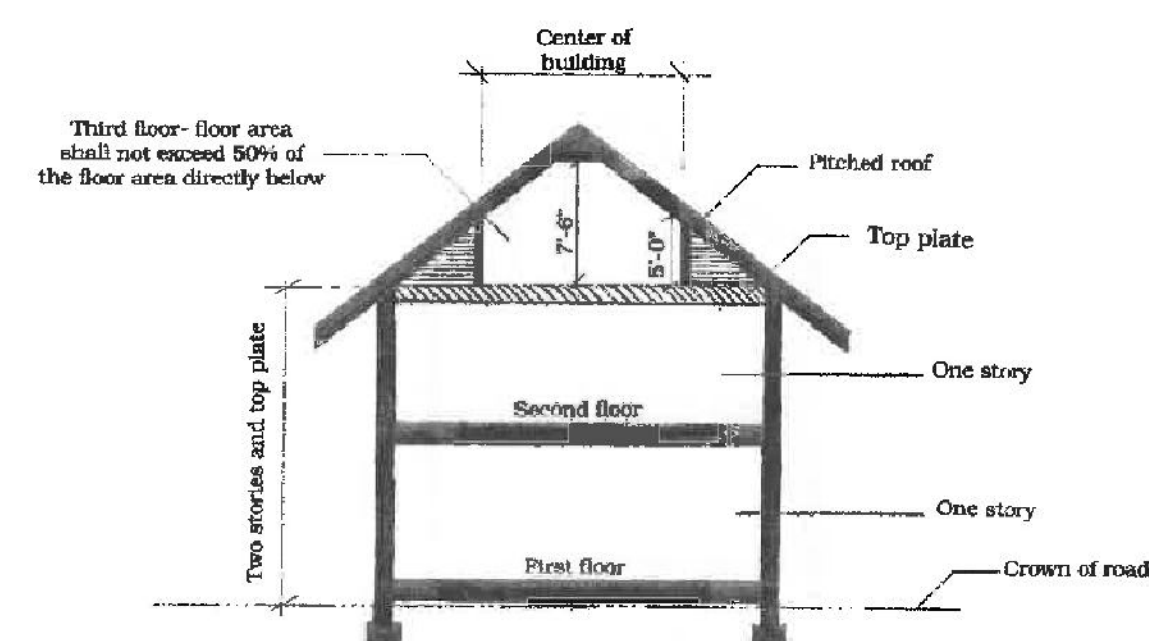 Center of
building
Third floor- floor area
shall not exceed 50% of
the floor area directly below
Pitched roof
Top plate
7'-6"
5'-0"
Two stories and top plate
One story
Second floor
One story
First floor
Crown of road